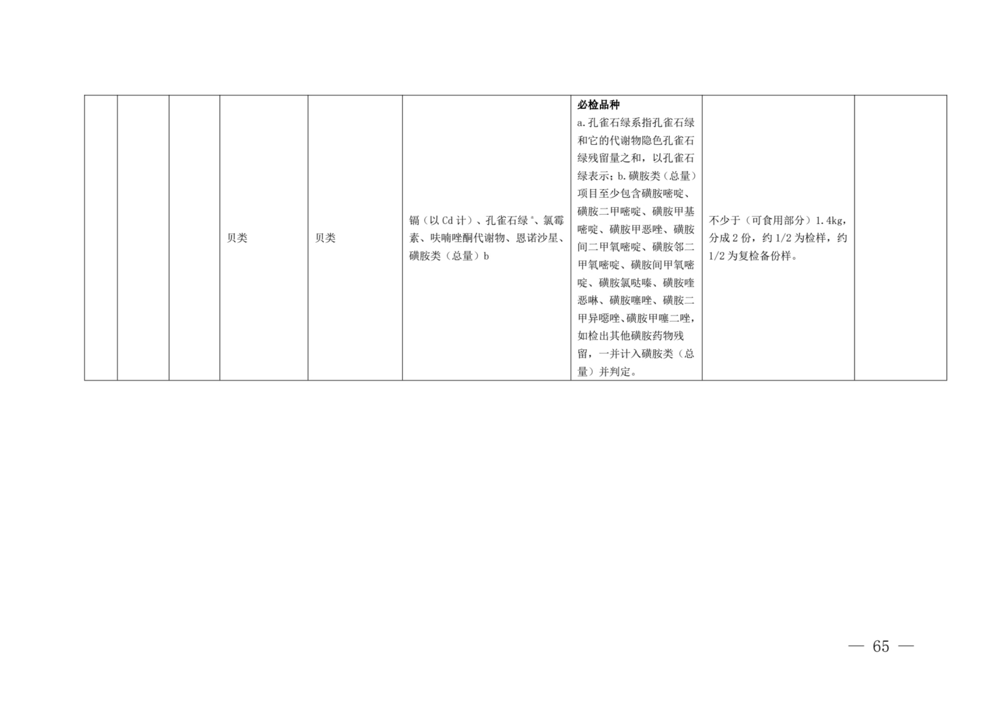 贝类
贝类
镉（以 Cd 计）、孔雀石绿 ª、氯霉
素、呋喃唑酮代谢物、恩诺沙星、
磺胺类（总量）b
必检品种
a.孔雀石绿系指孔雀石绿
和它的代谢物隐色孔雀石
绿残留量之和，以孔雀石
绿表示；b.磺胺类（总量）
项目至少包含磺胺嘧啶、
磺胺二甲嘧啶、磺胺甲基
嘧啶、磺胺甲恶唑、磺胺
间二甲氧嘧啶、磺胺邻二
甲氧嘧啶、磺胺间甲氧嘧
啶、磺胺氯哒嗪、磺胺喹
恶啉、磺胺噻唑、磺胺二
甲异噁唑、磺胺甲噻二唑，
如检出其他磺胺药物残
留，一并计入磺胺类（总
量）并判定。
不少于（可食用部分）1.4kg，
分成 2 份，约 1/2 为检样，约
1/2 为复检备份样。
— 65 —